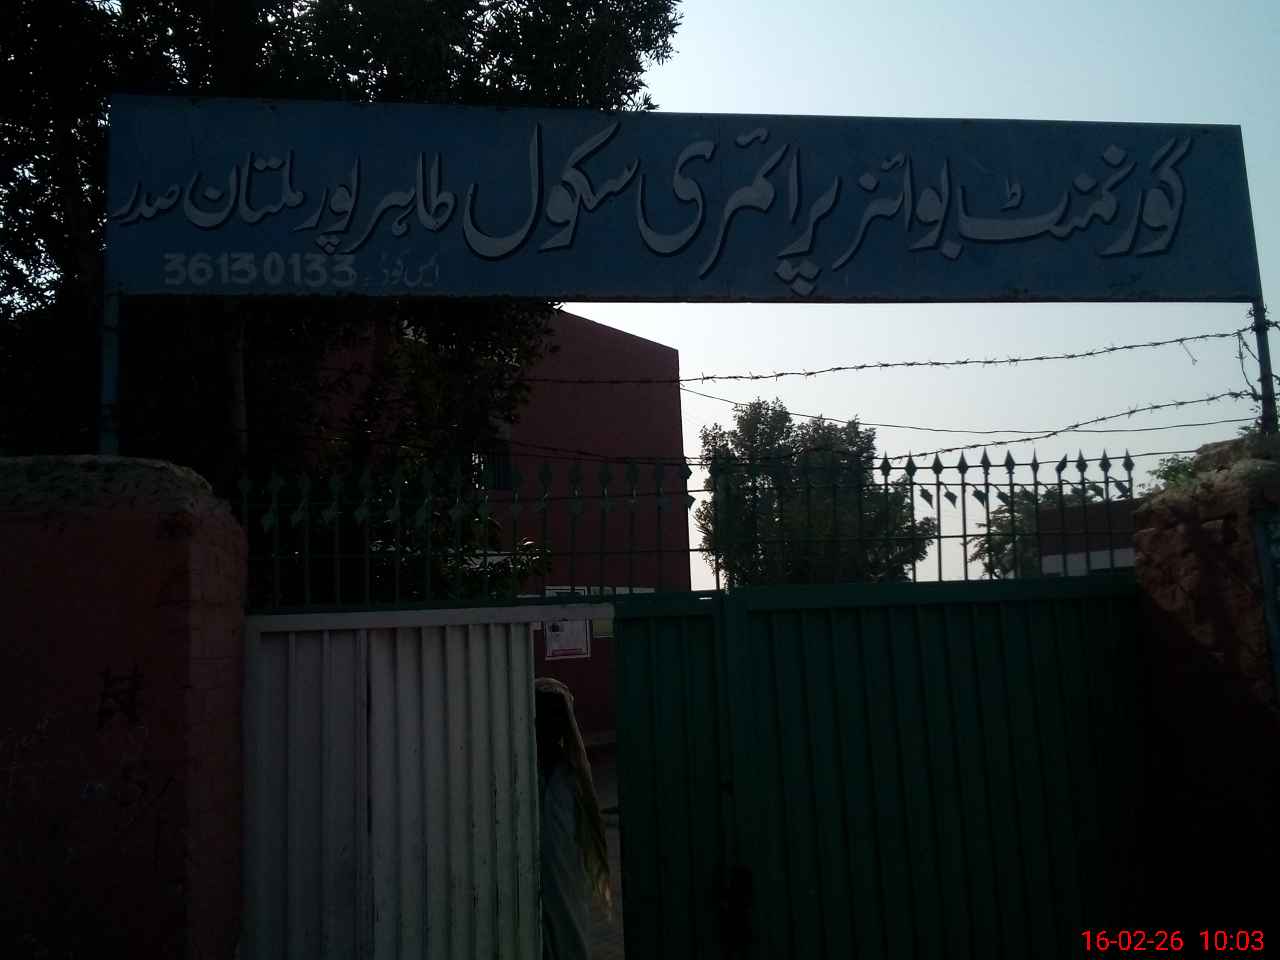 گورنمنٹ بوائز پرائمری سکول طاہر پور ملتان صدر
ایس کوڈ 36130133
16-02-26 10:03